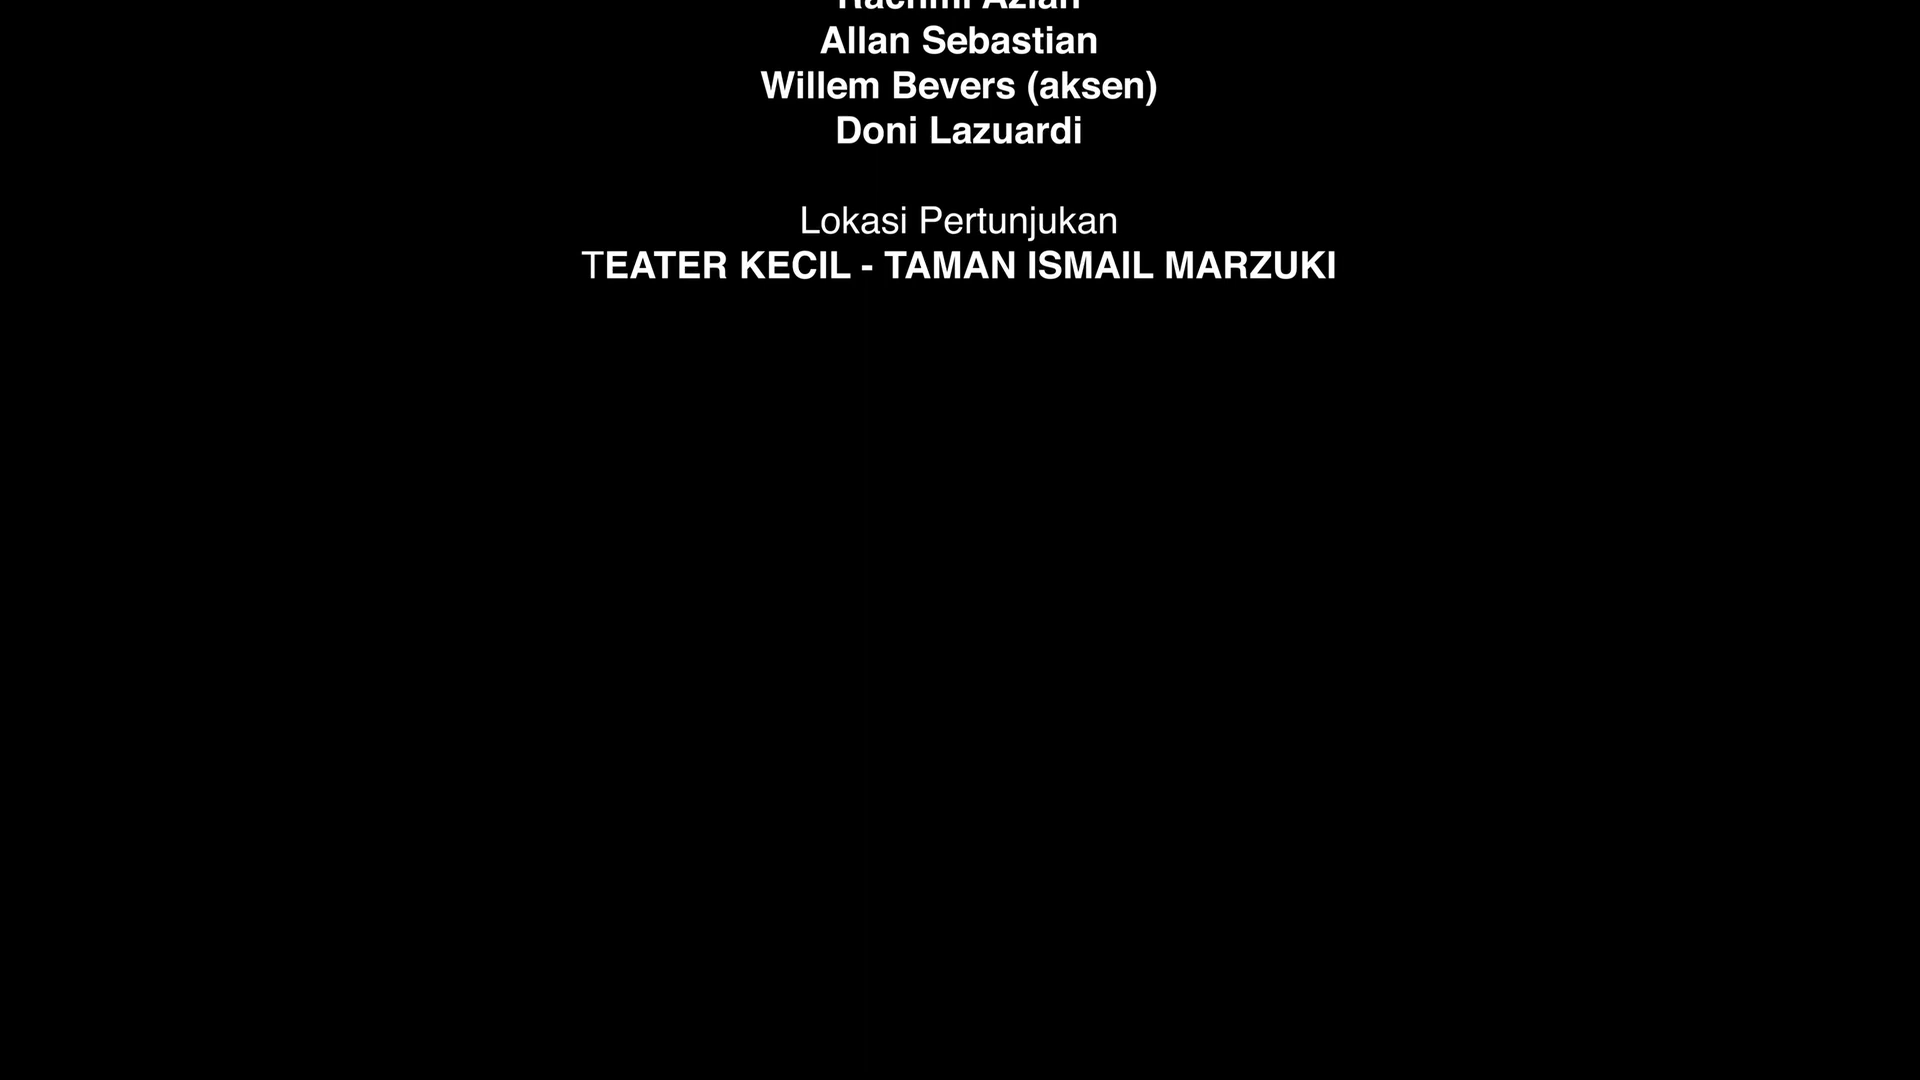 Allan Sebastian
Willem Bevers (aksen)
Doni Lazuardi
Lokasi Pertunjukan
TEATER KECIL - TAMAN ISMAIL MARZUKI